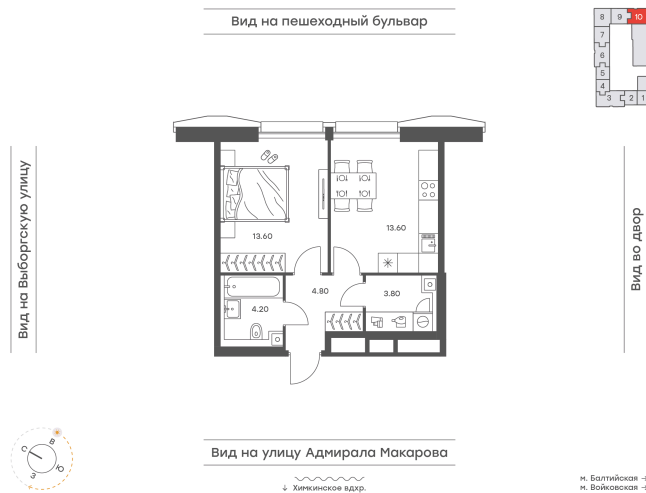 Вид на пешеходный бульвар
8 9 10
7
6
5
4
3 2 1
Вид на Выборгскую улицу
Вид во двор
13.60
13.60
4.80
3.80
4.20
С
В
Ю
З
Вид на улицу Адмирала Макарова
↓ Химкинское вдхр.
м. Балтийская →
м. Войковская →